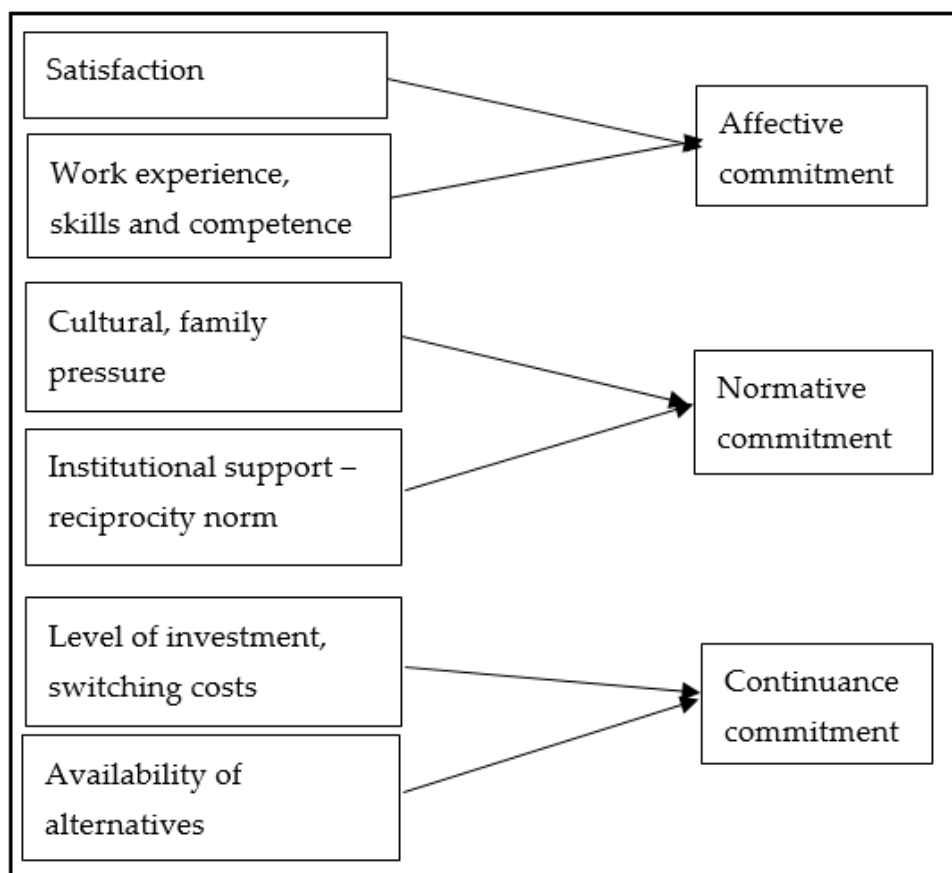 Satisfaction
Affective
commitment
Work experience,
skills and competence
Cultural, family
pressure
Normative
commitment
Institutional support –
reciprocity norm
Level of investment,
switching costs
Continuance
commitment
Availability of
alternatives